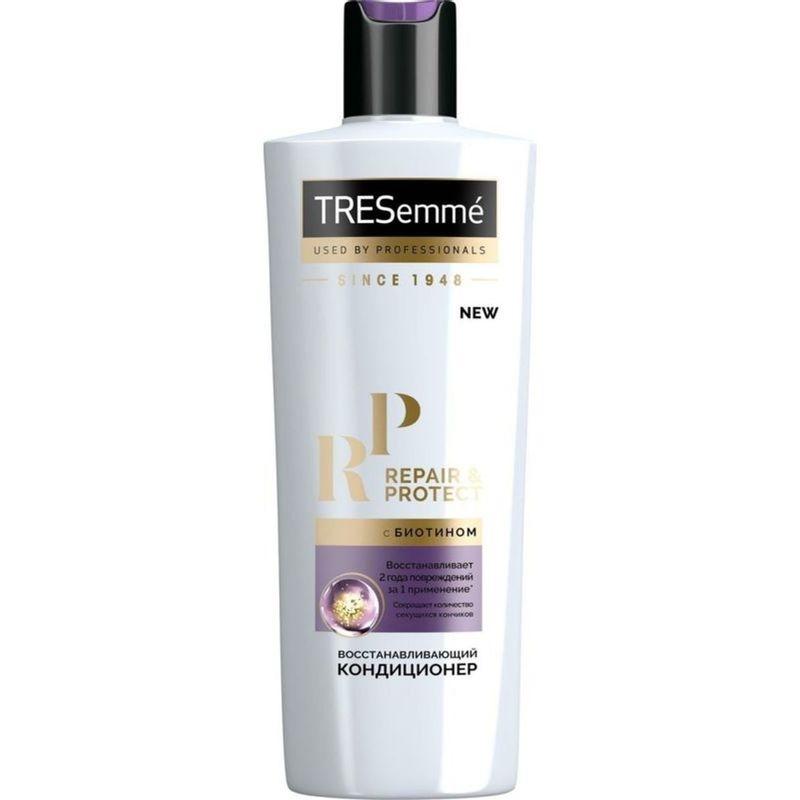 TRESemmé
USED BY PROFESSIONALS
SINCE 1948
NEW
RP
REPAIR &
PROTECT
с БИОТИНОМ
Восстанавливает
2 года повреждений
за 1 применение*
Сокращает количество
секущихся кончиков
ВОССТАНАВЛИВАЮЩИЙ
КОНДИЦИОНЕР